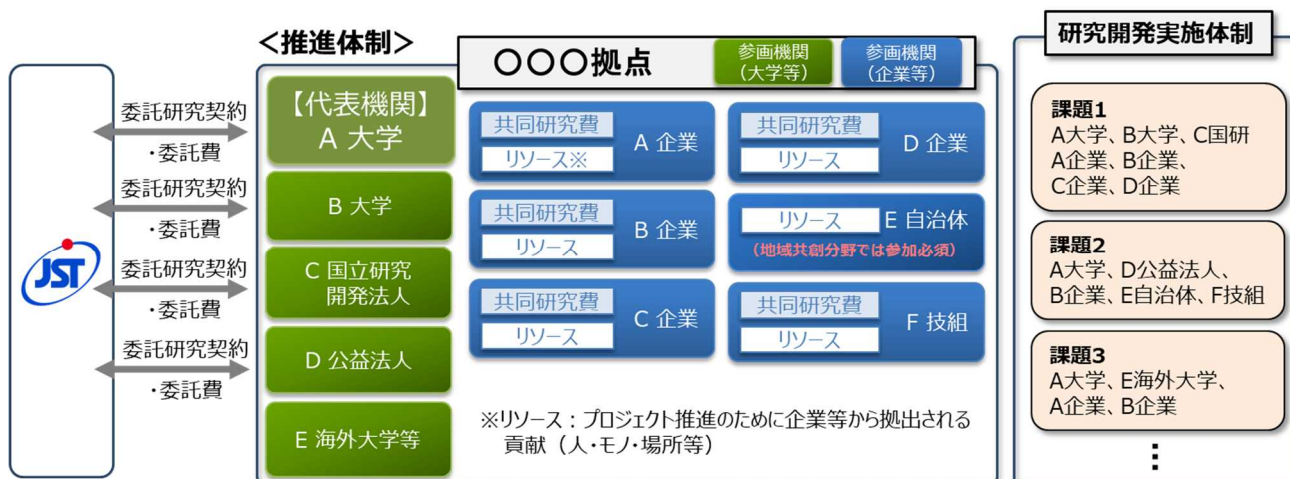 <推進体制>
〇〇〇拠点
参画機関
(大学等)
参画機関
(企業等)
研究開発実施体制
JST
委託研究契約
・委託費
委託研究契約
・委託費
委託研究契約
・委託費
委託研究契約
・委託費
【代表機関】
A 大学
B 大学
C 国立研究
開発法人
D 公益法人
E 海外大学等
共同研究費
リソース※
A 企業
共同研究費
リソース
B 企業
共同研究費
リソース
C 企業
共同研究費
リソース
D 企業
リソース
E 自治体
(地域共創分野では参加必須)
共同研究費
リソース
F 技組
※リソース：プロジェクト推進のために企業等から拠出される
貢献（人・モノ・場所等）
課題1
A大学、B大学、C国研
A企業、B企業、
C企業、D企業
課題2
A大学、D公益法人、
B企業、E自治体、F技組
課題3
A大学、E海外大学、
A企業、B企業
⋮